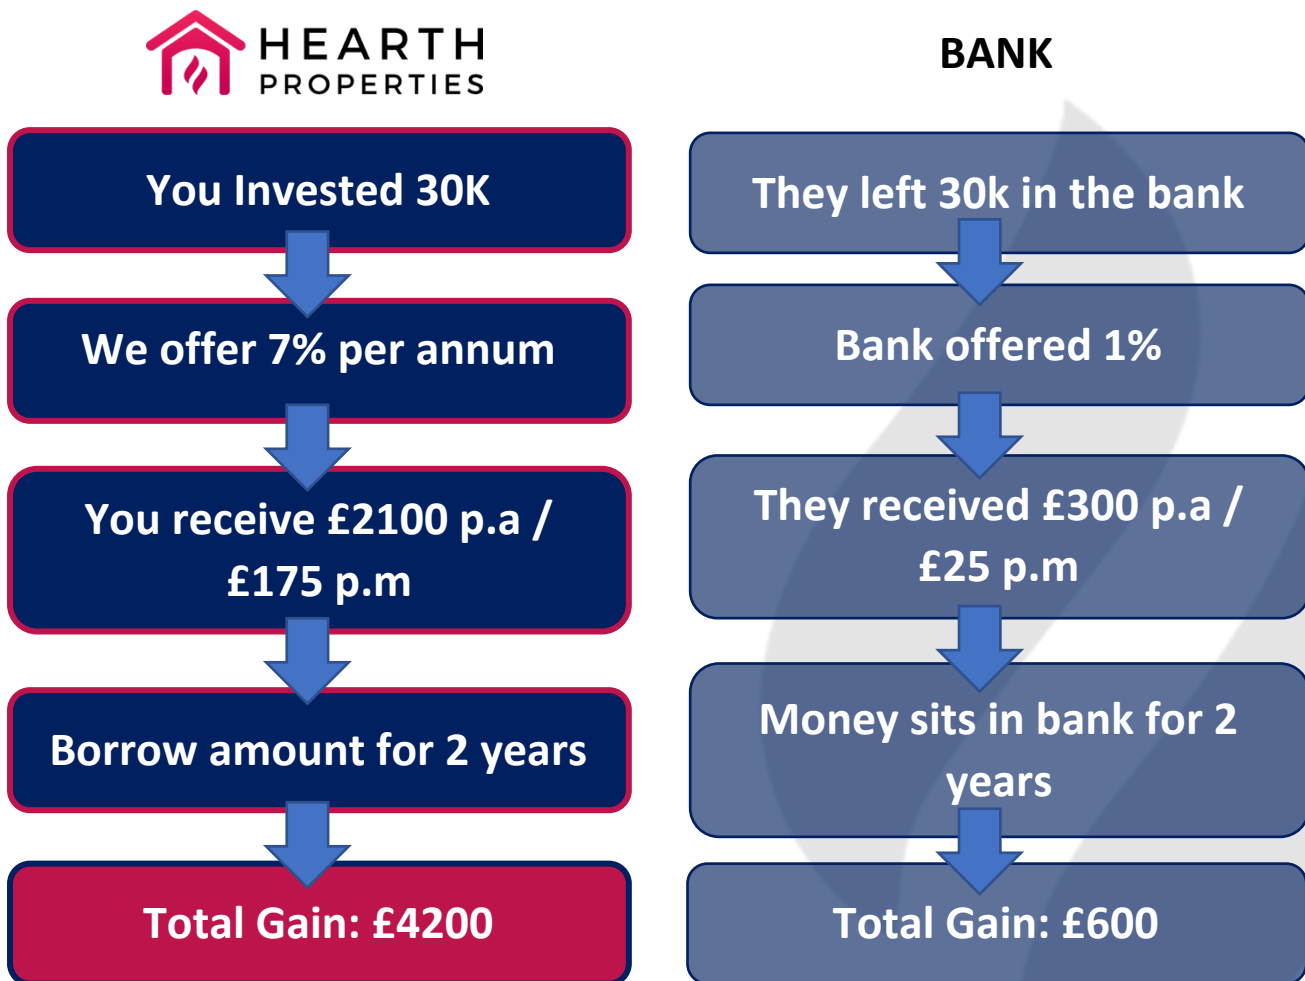 HEARTH
PROPERTIES
You Invested 30K
We offer 7% per annum
You receive £2100 p.a /
£175 p.m
Borrow amount for 2 years
Total Gain: £4200
BANK
They left 30k in the bank
Bank offered 1%
They received £300 p.a /
£25 p.m
Money sits in bank for 2
years
Total Gain: £600